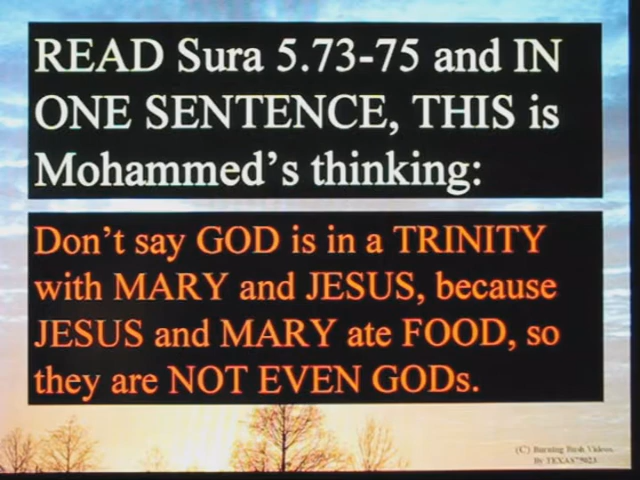 READ Sura 5.73-75 and IN
ONE SENTENCE, THIS is
Mohammed's thinking:
Don't say GOD is in a TRINITY
with MARY and JESUS, because
JESUS and MARY ate FOOD, so
they are NOT EVEN GODs.
(C) Burning Bush Videos
By TEXAS